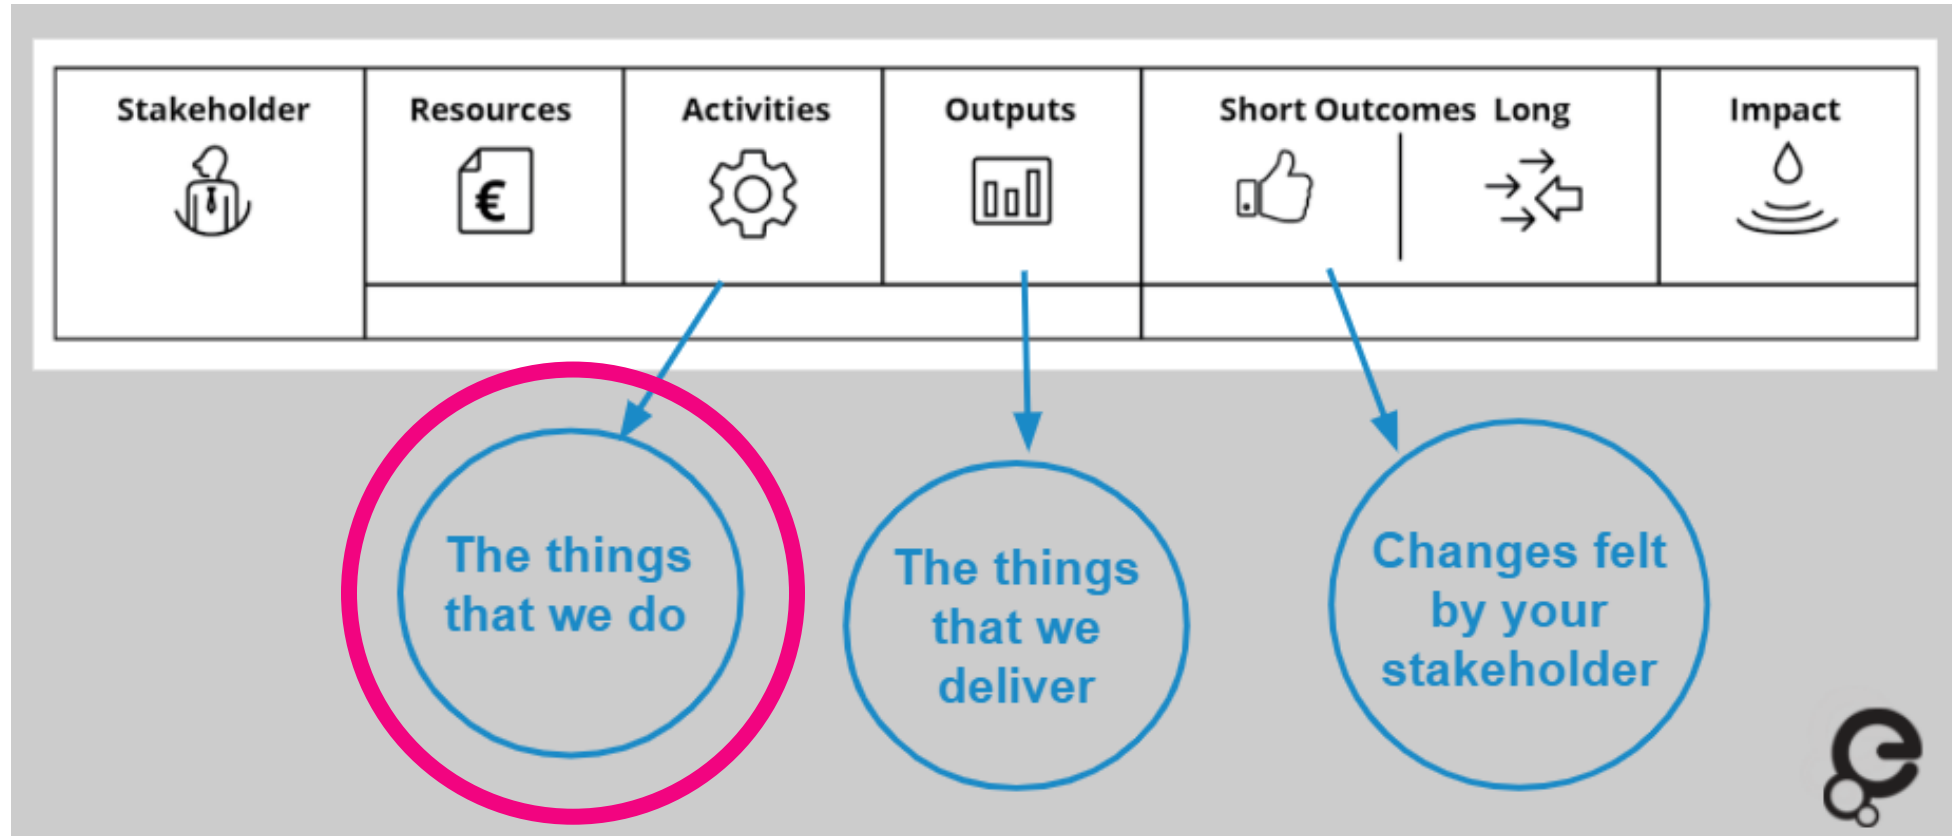 Stakeholder
Resources
Activities
Outputs
Short Outcomes Long
Impact
€
The things
that we do
The things
that we
deliver
Changes felt
by your
stakeholder